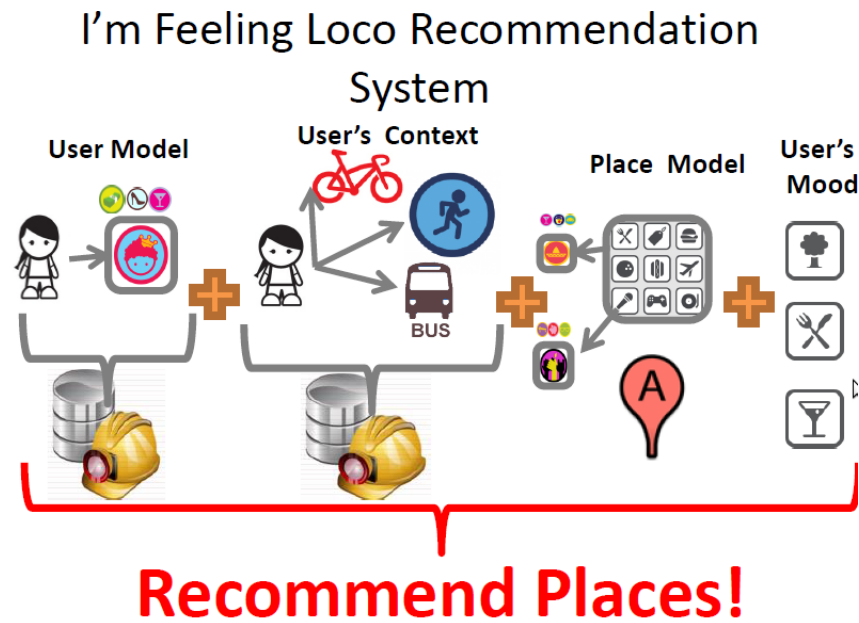 I'm Feeling Loco Recommendation
System
User Model
User's Context
Place Model
User's
Mood
BUS
A
Recommend Places!